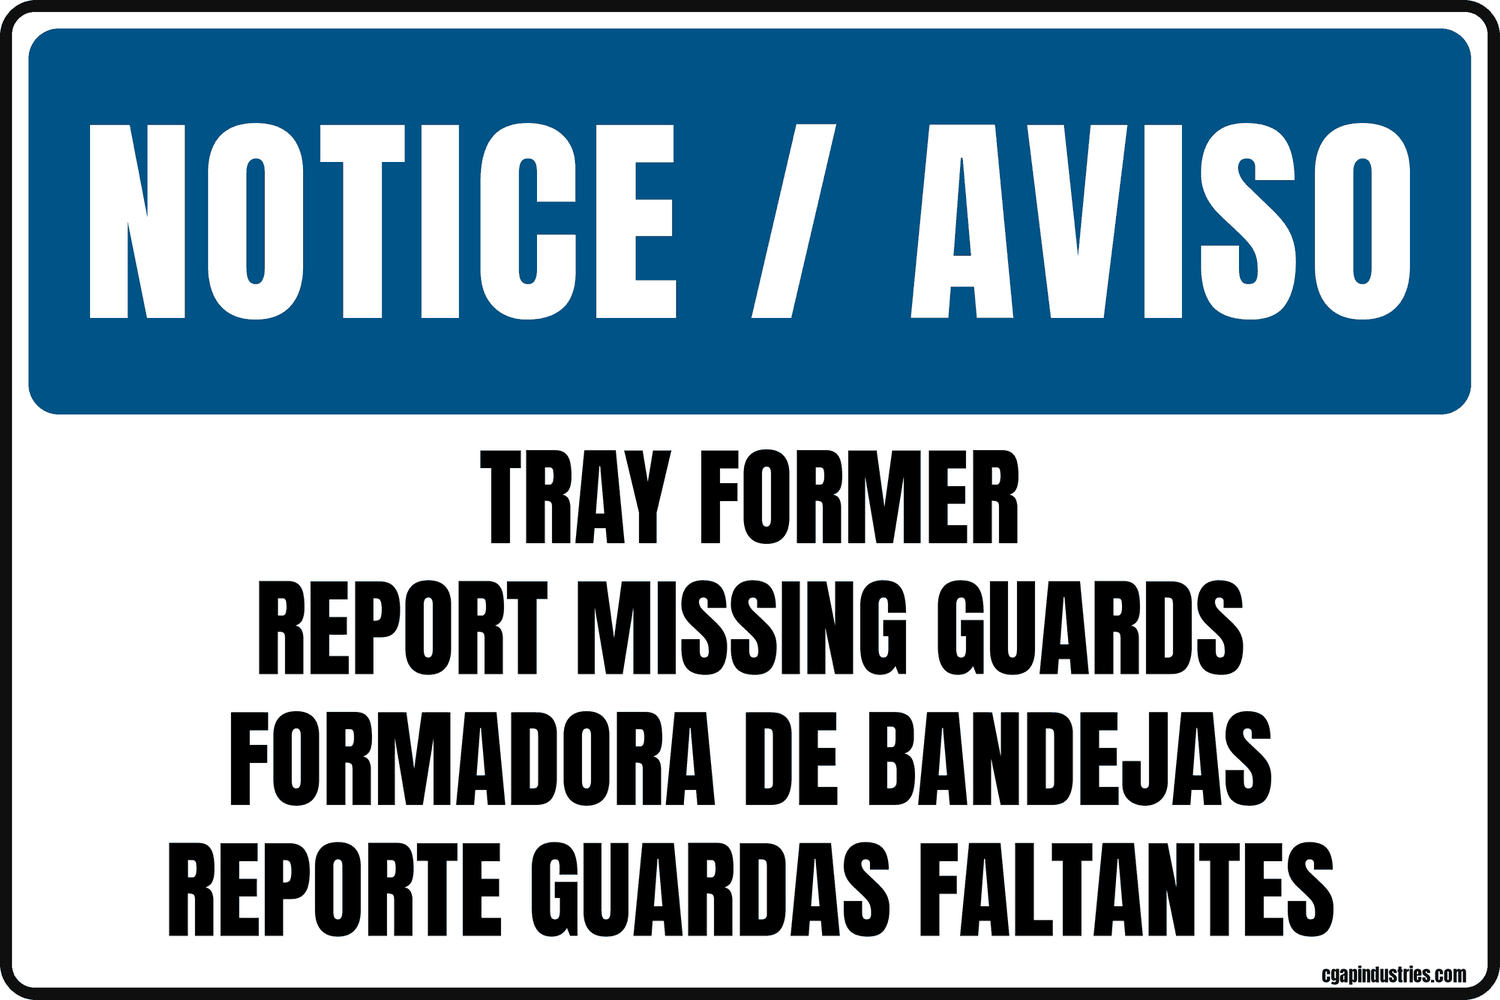 NOTICE / AVISO
TRAY FORMER
REPORT MISSING GUARDS
FORMADORA DE BANDEJAS
REPORTE GUARDAS FALTANTES
cgapindustries.com